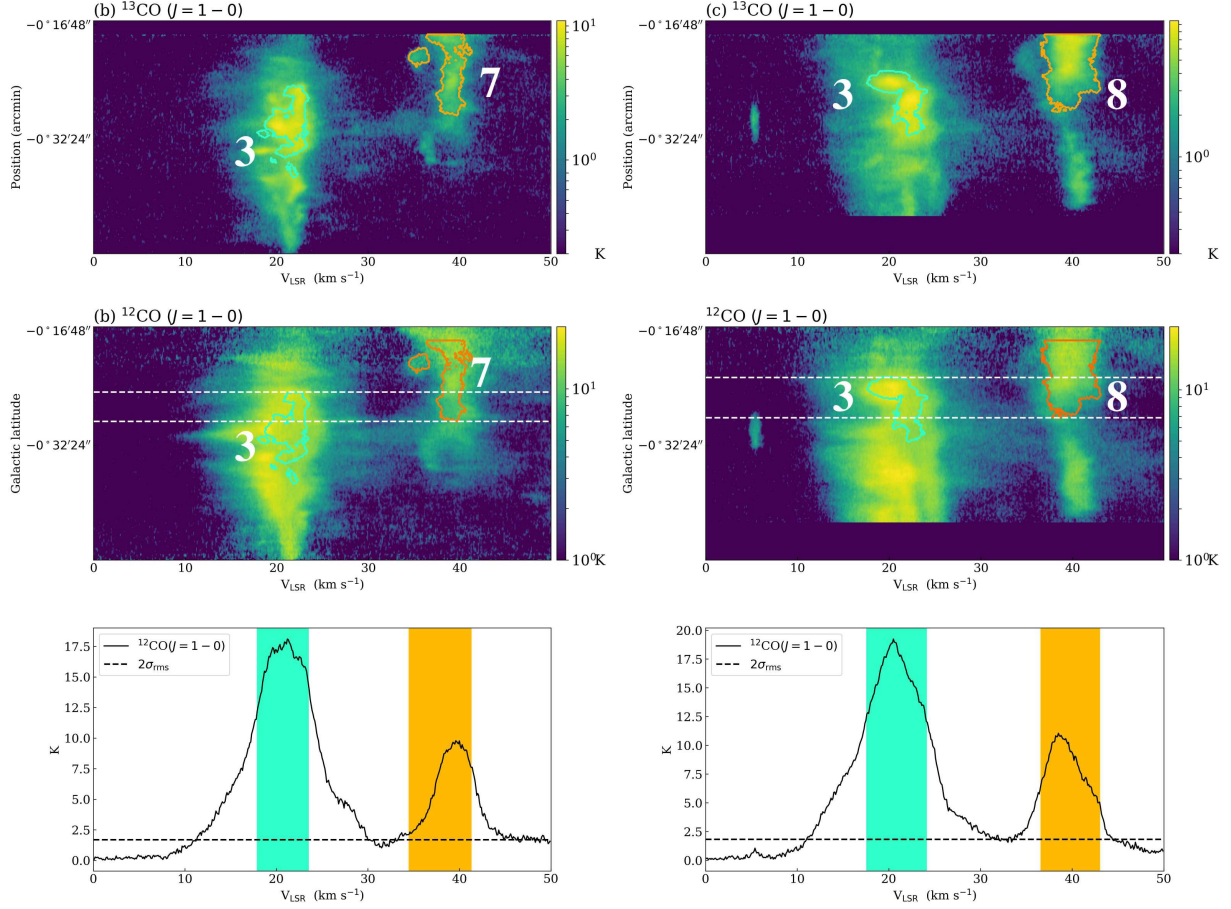 (b) ¹³CO (J = 1−0)
−0°16′48′′
−0°32′24′′
Position (arcmin)
3
7
10¹
10⁰
K
0 10 20 30 40 50
V_LSR (km s⁻¹)
(c) ¹³CO (J = 1−0)
−0°16′48′′
−0°32′24′′
Position (arcmin)
3
8
10¹
10⁰
K
0 10 20 30 40 50
V_LSR (km s⁻¹)
(b) ¹²CO (J = 1−0)
−0°16′48′′
−0°32′24′′
Galactic latitude
3
7
10¹
10⁰
K
0 10 20 30 40 50
V_LSR (km s⁻¹)
¹²CO (J = 1−0)
−0°16′48′′
−0°32′24′′
Galactic latitude
3
8
10¹
10⁰
K
0 10 20 30 40 50
V_LSR (km s⁻¹)
¹²CO(J = 1−0)
2σ_rms
17.5
15.0
12.5
10.0
7.5
5.0
2.5
0.0
K
0 10 20 30 40 50
V_LSR (km s⁻¹)
¹²CO(J = 1−0)
2σ_rms
20.0
17.5
15.0
12.5
10.0
7.5
5.0
2.5
0.0
K
0 10 20 30 40 50
V_LSR (km s⁻¹)